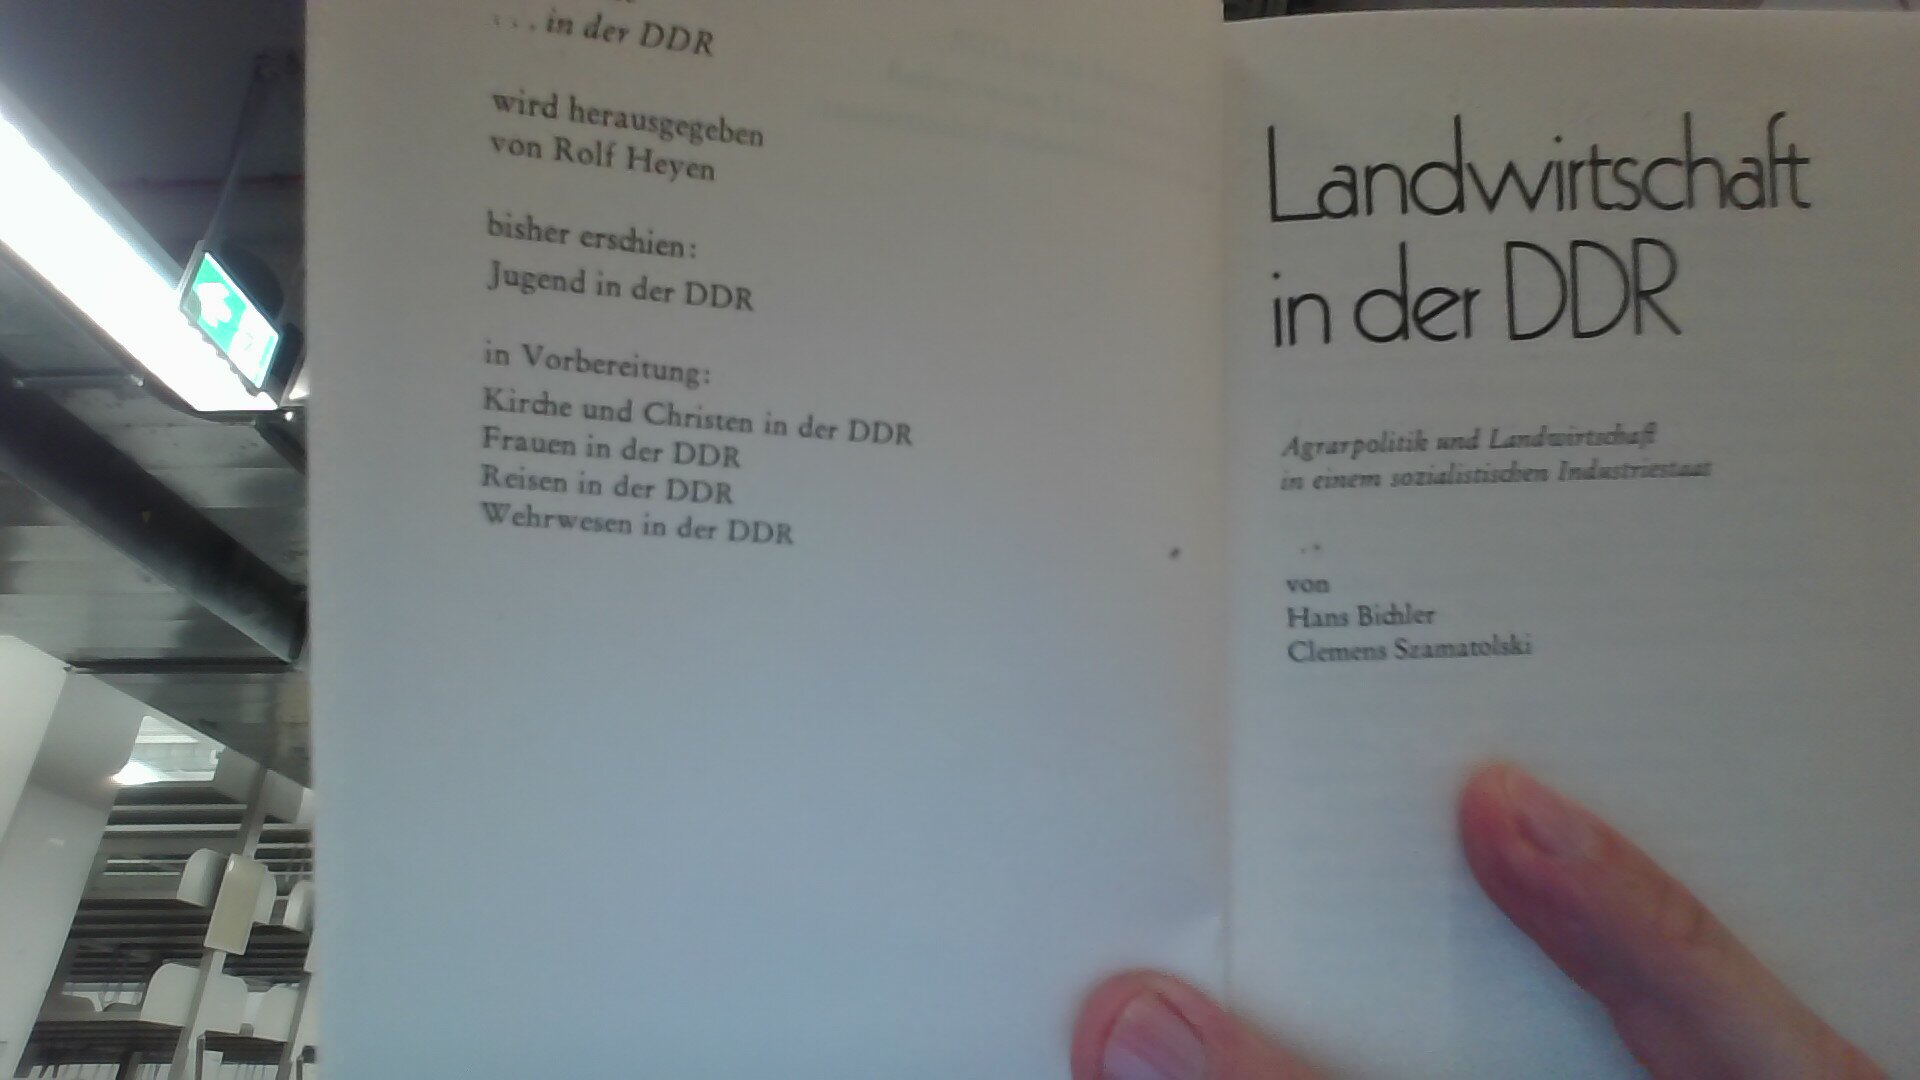 . . . in der DDR
wird herausgegeben
von Rolf Heyen
bisher erschien:
Jugend in der DDR
in Vorbereitung:
Kirche und Christen in der DDR
Frauen in der DDR
Reisen in der DDR
Wehrwesen in der DDR
Landwirtschaft
in der DDR
Agrarpolitik und Landwirtschaft
in einem sozialistischen Industriestaat
von
Hans Bichler
Clemens Szamatolski